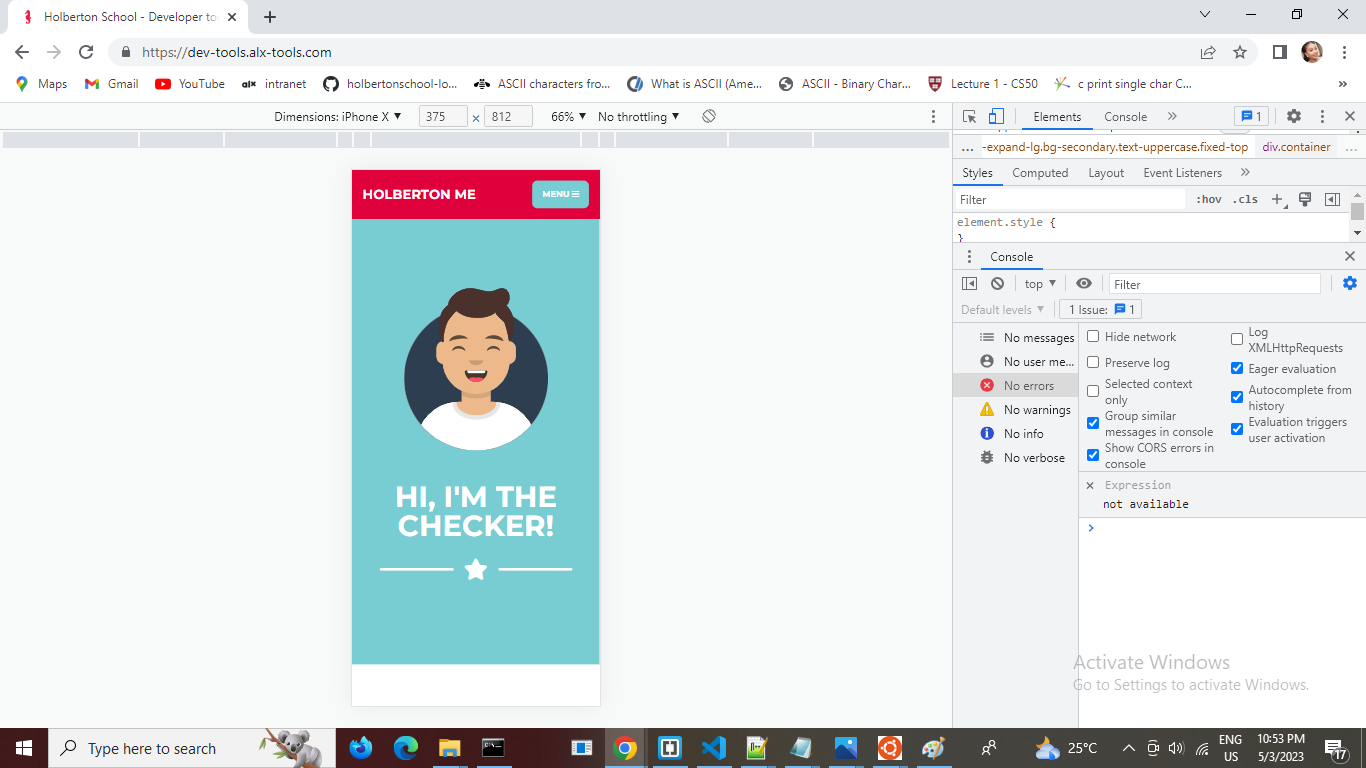 Holberton School - Developer to
https://dev-tools.alx-tools.com
Maps
Gmail
YouTube
alx intranet
holbertonschool-lo...
ASCII characters fro...
What is ASCII (Ame...
ASCII - Binary Char...
Lecture 1 - CS50
c print single char C...
»
Dimensions: iPhone X ▼ 375 × 812 66% ▼ No throttling ▼
Elements Console » 1
... -expand-lg.bg-secondary.text-uppercase.fixed-top div.container ...
Styles Computed Layout Event Listeners »
Filter :hov .cls +
element.style {
}
Console
top ▼ Filter
Default levels ▼ 1 Issue: 1
No messages
No user me...
No errors
No warnings
No info
No verbose
Hide network
Preserve log
Selected context
only
Group similar
messages in console
Show CORS errors in
console
Log
XMLHttpRequests
Eager evaluation
Autocomplete from
history
Evaluation triggers
user activation
Expression
not available
HOLBERTON ME MENU
HI, I'M THE
CHECKER!
Activate Windows
Go to Settings to activate Windows.
Type here to search
25°C
ENG
US
10:53 PM
5/3/2023
17